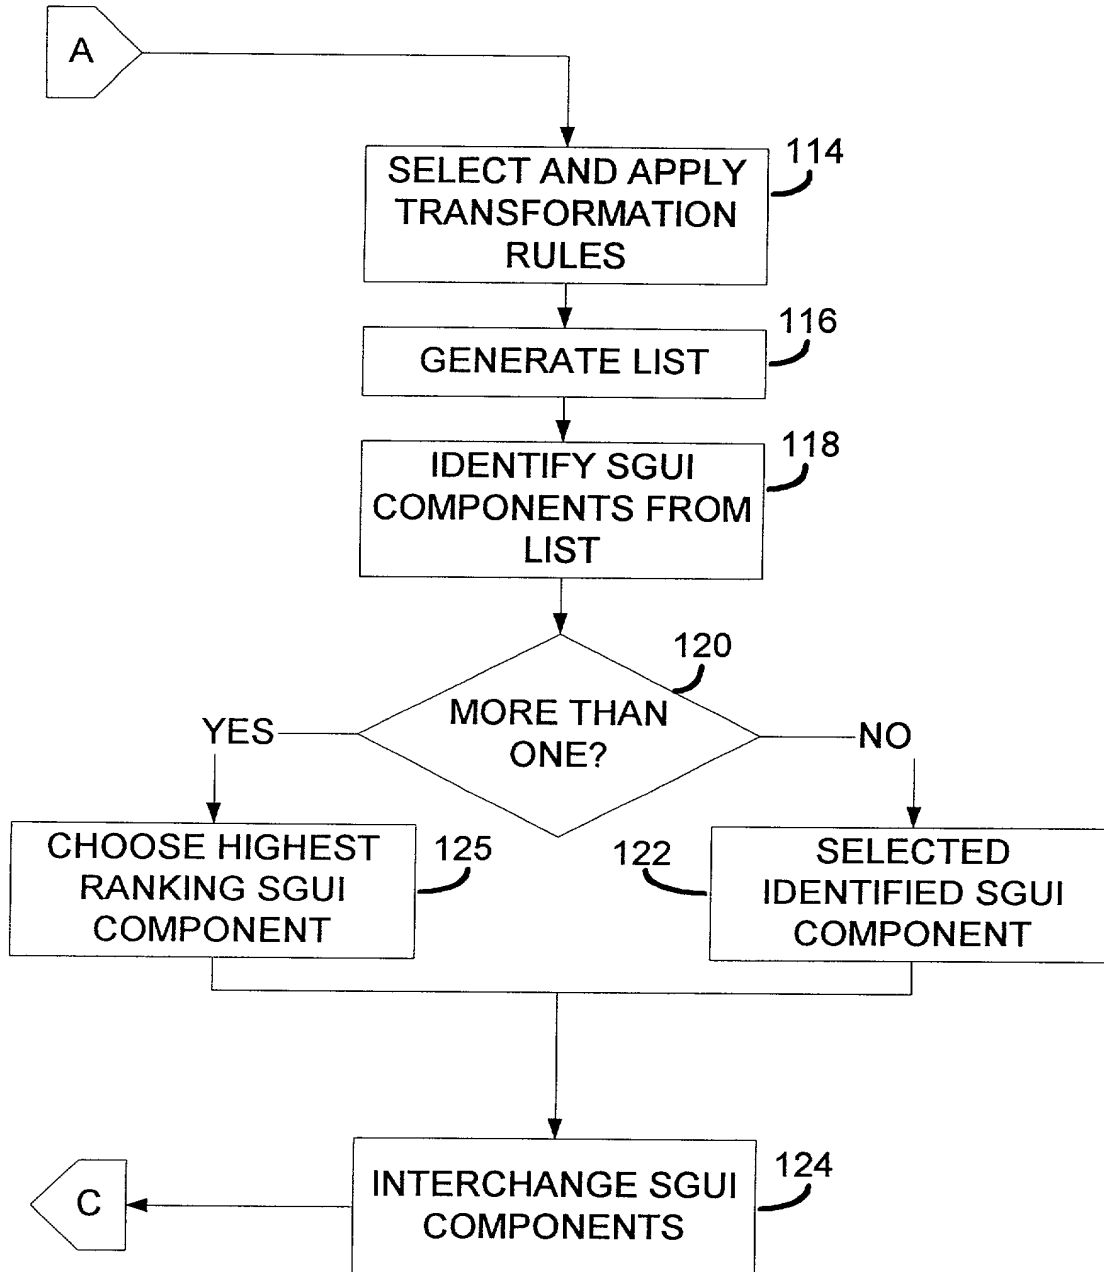 A
114
SELECT AND APPLY
TRANSFORMATION
RULES
116
GENERATE LIST
118
IDENTIFY SGUI
COMPONENTS FROM
LIST
120
MORE THAN
ONE?
YES
NO
CHOOSE HIGHEST
RANKING SGUI
COMPONENT
125
122
SELECTED
IDENTIFIED SGUI
COMPONENT
124
INTERCHANGE SGUI
COMPONENTS
C